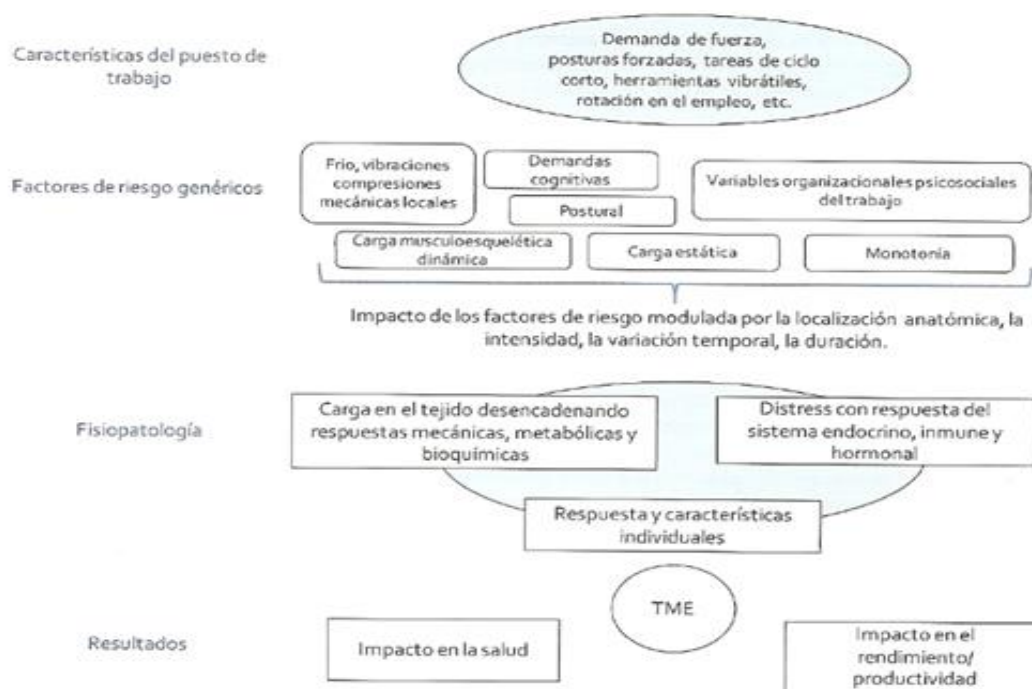 Características del puesto de
trabajo
Demanda de fuerza,
posturas forzadas, tareas de ciclo
corto, herramientas vibrátiles,
rotación en el empleo, etc.
Factores de riesgo genéricos
Frio, vibraciones
compresiones
mecánicas locales
Demandas
cognitivas
Postural
Variables organizacionales psicosociales
del trabajo
Carga musculoesquelética
dinámica
Carga estática
Monotonía
Impacto de los factores de riesgo modulada por la localización anatómica, la
intensidad, la variación temporal, la duración.
Fisiopatología
Carga en el tejido desencadenando
respuestas mecánicas, metabólicas y
bioquímicas
Distress con respuesta del
sistema endocrino, inmune y
hormonal
Respuesta y características
individuales
TME
Resultados
Impacto en la salud
Impacto en el
rendimiento/
productividad